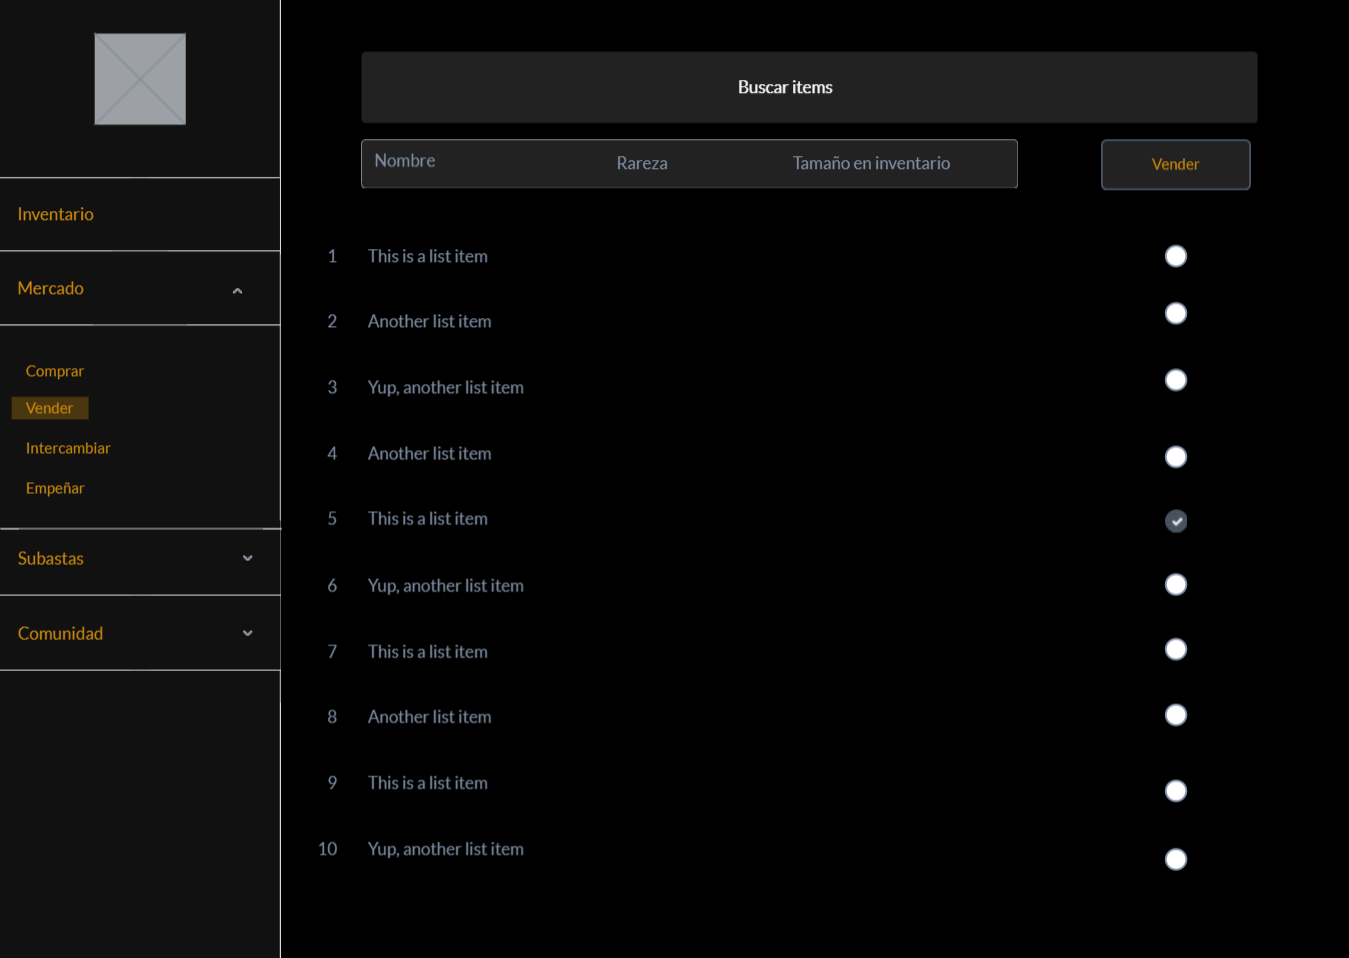 Inventario
Mercado
Comprar
Vender
Intercambiar
Empeñar
Subastas
Comunidad
Buscar items
Nombre Rareza Tamaño en inventario Vender
1 This is a list item
2 Another list item
3 Yup, another list item
4 Another list item
5 This is a list item
6 Yup, another list item
7 This is a list item
8 Another list item
9 This is a list item
10 Yup, another list item